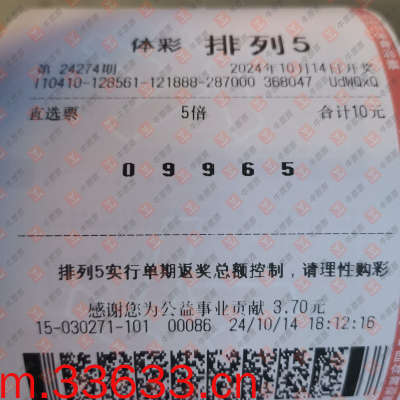 体彩 排列5
第 24274期 2024年10月14日开奖
110410-128561-121888-287000 368047 UdWQxQ
直选票 5倍 合计10元
0 9 9 6 5
排列5实行单期返奖总额控制，请理性购彩
感谢您为公益事业贡献 3.70元
15-030271-101 00086 24/10/14 18:12:16
m.33633.cn